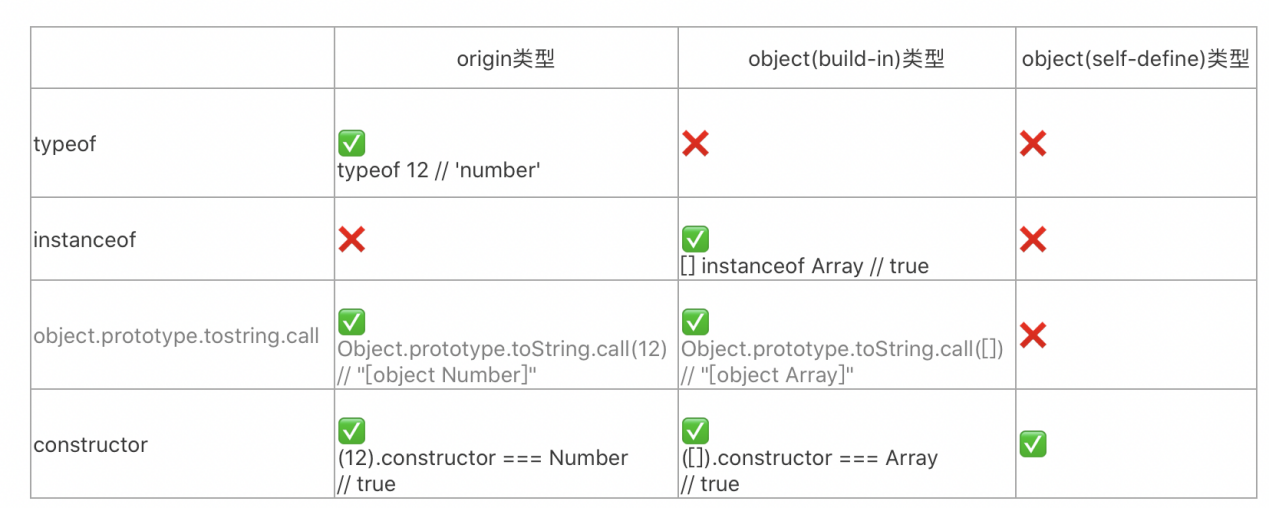 origin类型
object(build-in)类型
object(self-define)类型
typeof
✅
typeof 12 // 'number'
❌
❌
instanceof
❌
✅
[] instanceof Array // true
❌
object.prototype.tostring.call
✅
Object.prototype.toString.call(12)
// "[object Number]"
✅
Object.prototype.toString.call([])
// "[object Array]"
❌
constructor
✅
(12).constructor === Number
// true
✅
([]).constructor === Array
// true
✅